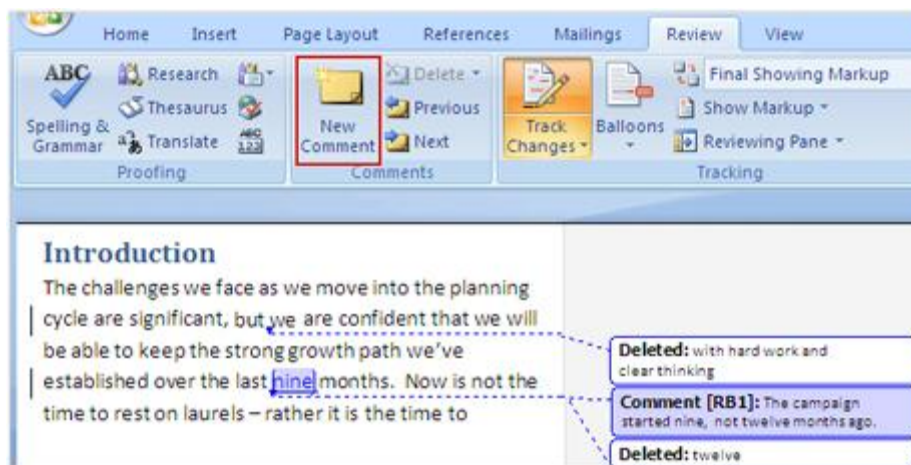 Home Insert Page Layout References Mailings Review View
ABC Research Delete Final Showing Markup
Thesaurus Previous Show Markup
Spelling & Grammar Translate ABC 123 New Comment Next Track Changes Balloons Reviewing Pane
Proofing Comments Tracking
Introduction
The challenges we face as we move into the planning
cycle are significant, but we are confident that we will
be able to keep the strong growth path we've
established over the last nine months. Now is not the
time to rest on laurels – rather it is the time to
Deleted: with hard work and
clear thinking
Comment [RB1]: The campaign
started nine, not twelve months ago.
Deleted: twelve